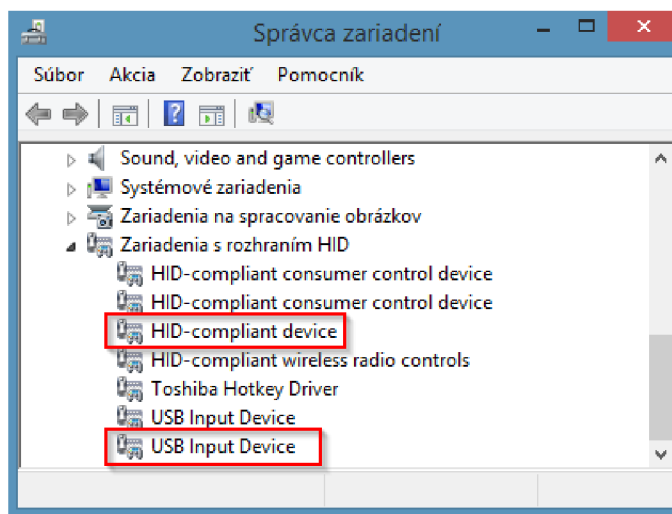 Správca zariadení
Súbor Akcia Zobraziť Pomocník
Sound, video and game controllers
Systémové zariadenia
Zariadenia na spracovanie obrázkov
Zariadenia s rozhraním HID
HID-compliant consumer control device
HID-compliant consumer control device
HID-compliant device
HID-compliant wireless radio controls
Toshiba Hotkey Driver
USB Input Device
USB Input Device